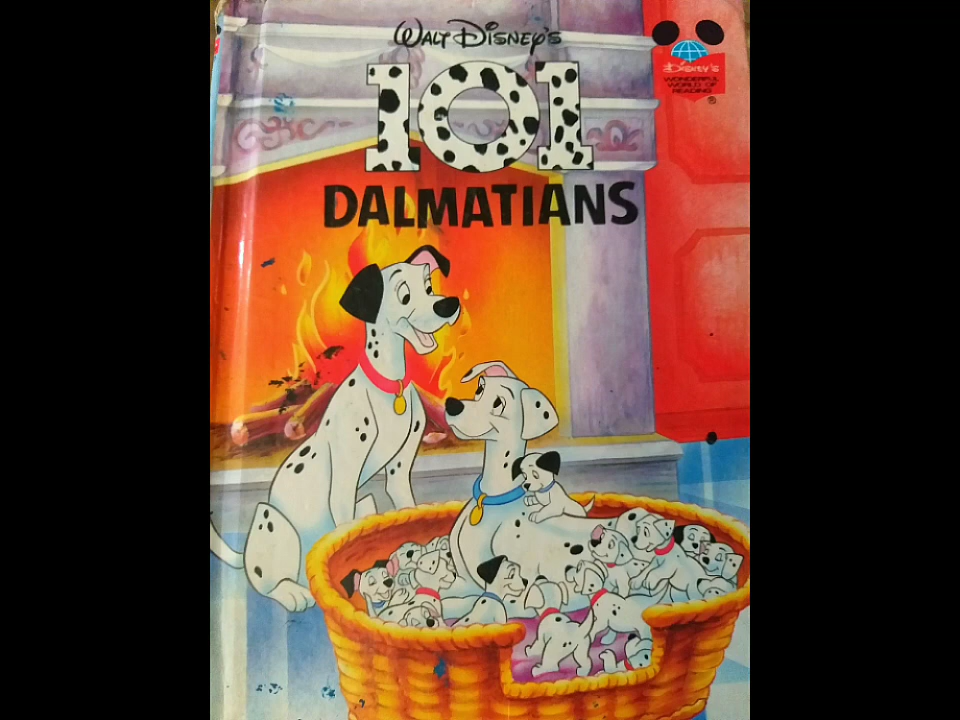 WALT DISNEY'S
101
DALMATIANS
DISNEY'S
WONDERFUL
WORLD OF
READING
®